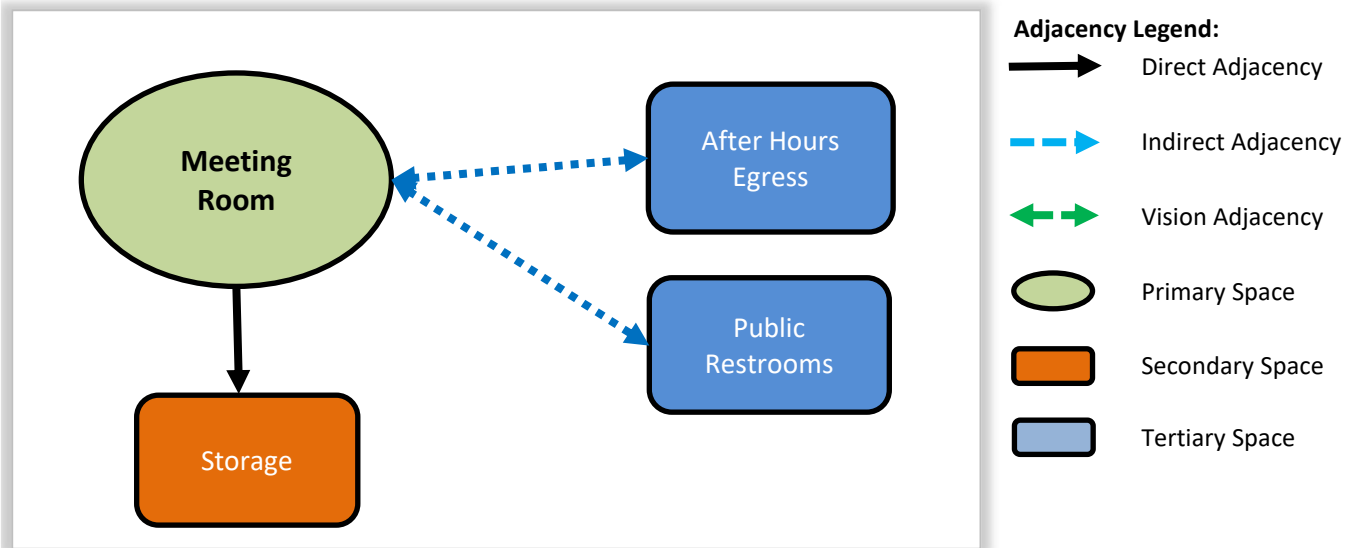 Meeting
Room
After Hours
Egress
Public
Restrooms
Storage
Adjacency Legend:
Direct Adjacency
Indirect Adjacency
Vision Adjacency
Primary Space
Secondary Space
Tertiary Space